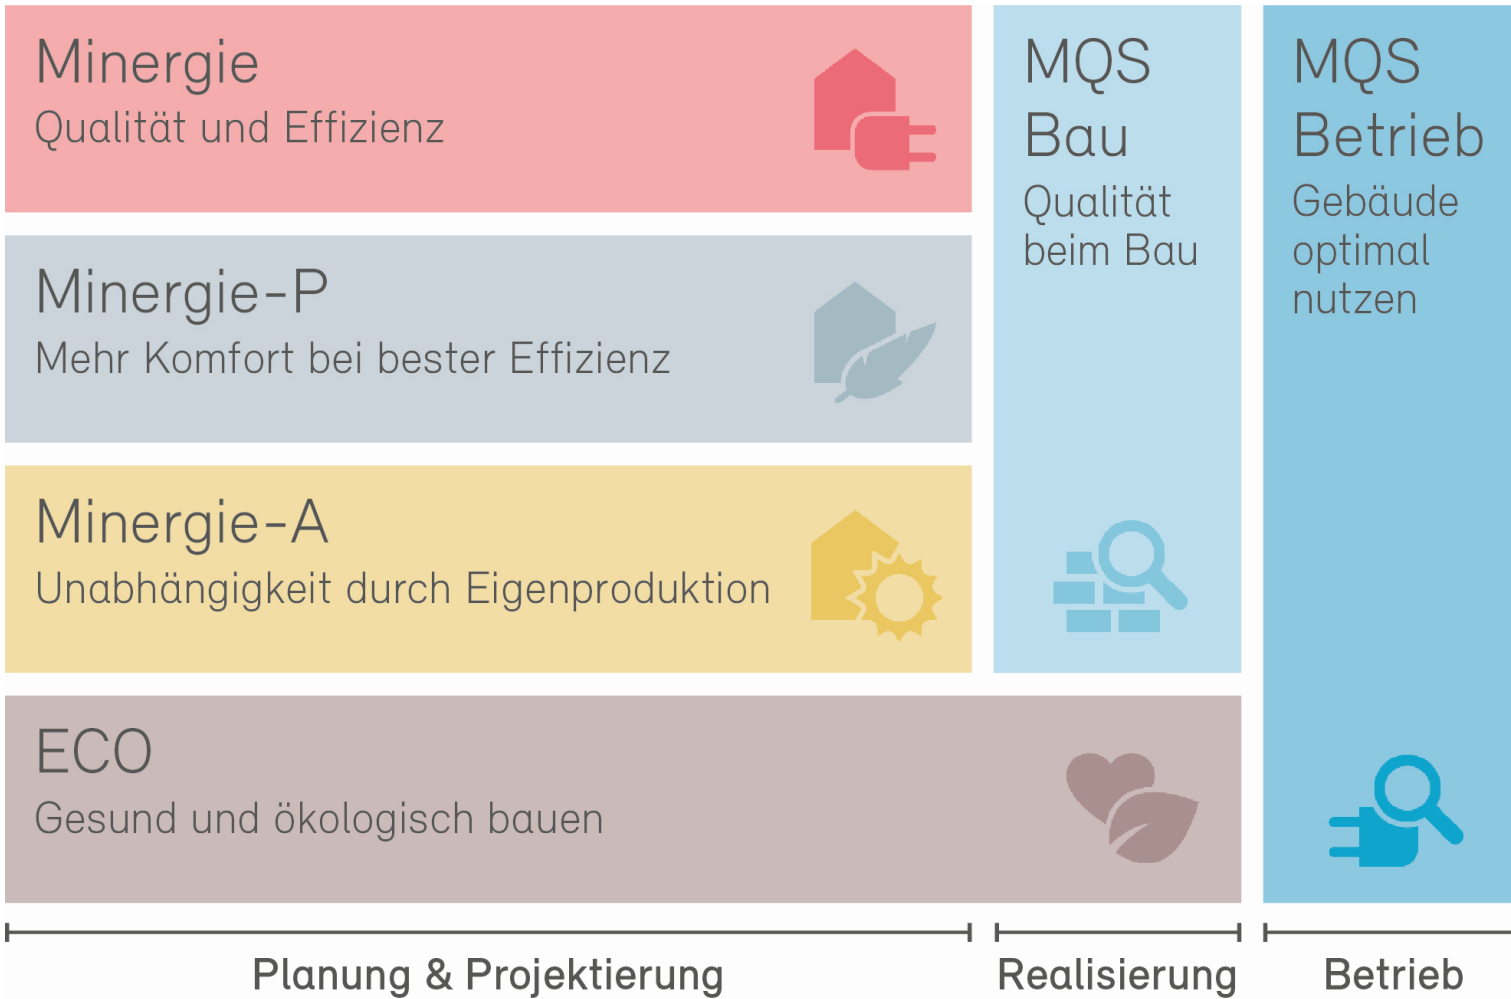 Minergie
Qualität und Effizienz
Minergie-P
Mehr Komfort bei bester Effizienz
Minergie-A
Unabhängigkeit durch Eigenproduktion
ECO
Gesund und ökologisch bauen
MQS
Bau
Qualität
beim Bau
MQS
Betrieb
Gebäude
optimal
nutzen
Planung & Projektierung
Realisierung
Betrieb